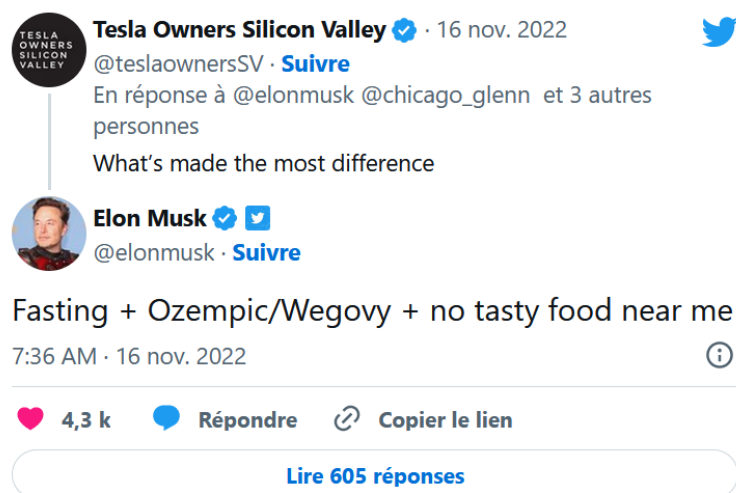 TESLA
OWNERS
SILICON
VALLEY
Tesla Owners Silicon Valley · 16 nov. 2022
@teslaownersSV · Suivre
En réponse à @elonmusk @chicago_glenn et 3 autres
personnes
What's made the most difference
Elon Musk
@elonmusk · Suivre
Fasting + Ozempic/Wegovy + no tasty food near me
7:36 AM · 16 nov. 2022
4,3 k Répondre Copier le lien
Lire 605 réponses